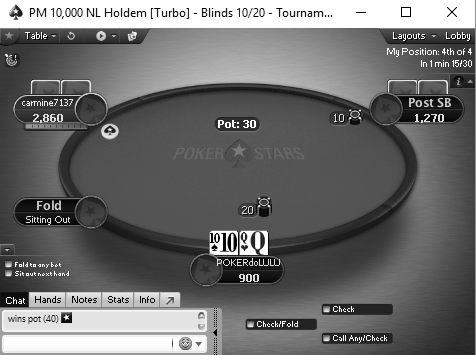 PM 10,000 NL Holdem [Turbo] - Blinds 10/20 - Tournam...
Table
Layouts
Lobby
My Position: 4th of 4
In 1 min 15/30
i
carmine7137
2,860
Post SB
1,270
10
Pot: 30
POKER STARS
Fold
Sitting Out
20
10 10 Q Q
POKERdoLULU
900
Fold to any bet
Sit out next hand
Chat Hands Notes Stats Info
wins pot (40)
Check
Check/Fold
Call Any/Check